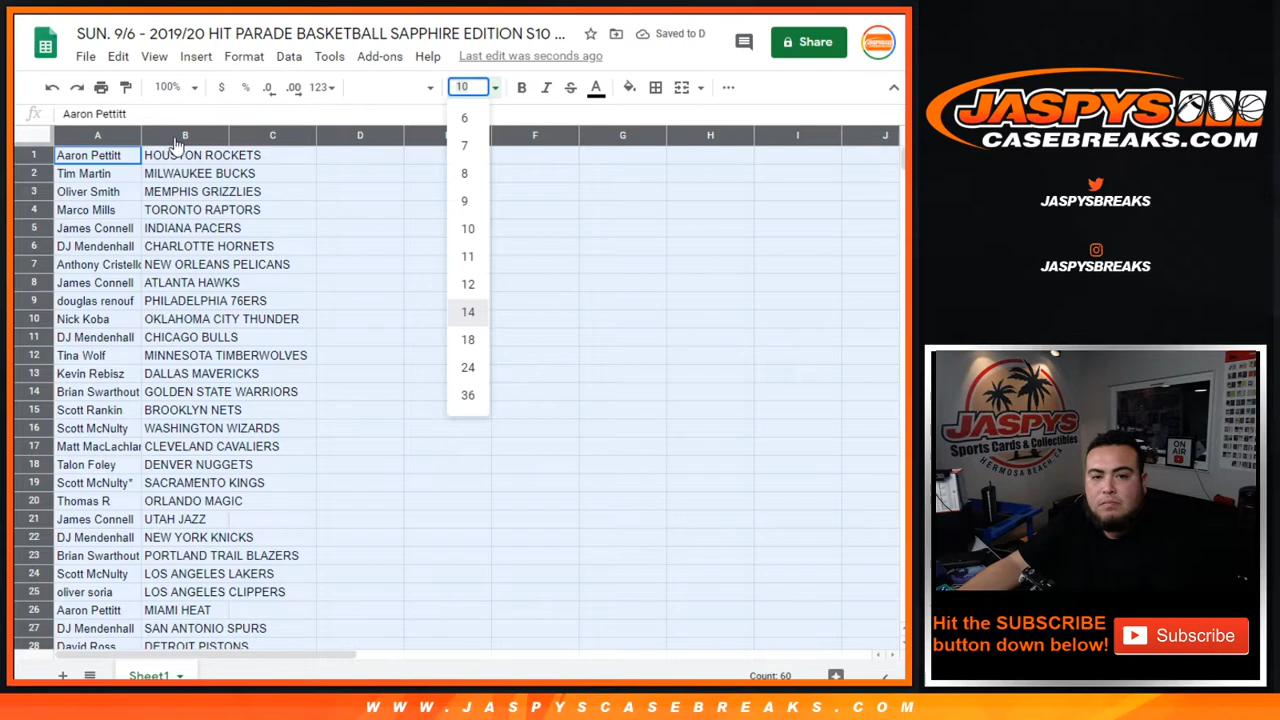 SUN. 9/6 - 2019/20 HIT PARADE BASKETBALL SAPPHIRE EDITION S10 ...
Saved to D
Share
File Edit View Insert Format Data Tools Add-ons Help Last edit was seconds ago
100% $ % .0 .00 123 10 B I S A
fx Aaron Pettitt
A B C D F G H I J
1 Aaron Pettitt HOUSTON ROCKETS
2 Tim Martin MILWAUKEE BUCKS
3 Oliver Smith MEMPHIS GRIZZLIES
4 Marco Mills TORONTO RAPTORS
5 James Connell INDIANA PACERS
6 DJ Mendenhall CHARLOTTE HORNETS
7 Anthony Cristello NEW ORLEANS PELICANS
8 James Connell ATLANTA HAWKS
9 douglas renouf PHILADELPHIA 76ERS
10 Nick Koba OKLAHOMA CITY THUNDER
11 DJ Mendenhall CHICAGO BULLS
12 Tina Wolf MINNESOTA TIMBERWOLVES
13 Kevin Rebisz DALLAS MAVERICKS
14 Brian Swarthout GOLDEN STATE WARRIORS
15 Scott Rankin BROOKLYN NETS
16 Scott McNulty WASHINGTON WIZARDS
17 Matt MacLachlan CLEVELAND CAVALIERS
18 Talon Foley DENVER NUGGETS
19 Scott McNulty" SACRAMENTO KINGS
20 Thomas R ORLANDO MAGIC
21 James Connell UTAH JAZZ
22 DJ Mendenhall NEW YORK KNICKS
23 Brian Swarthout PORTLAND TRAIL BLAZERS
24 Scott McNulty LOS ANGELES LAKERS
25 oliver soria LOS ANGELES CLIPPERS
26 Aaron Pettitt MIAMI HEAT
27 DJ Mendenhall SAN ANTONIO SPURS
28 David Ross DETROIT PISTONS
6
7
8
9
10
11
12
14
18
24
36
Sheet1
Count: 60
JASPYS
CASEBREAKS.COM
JASPYSBREAKS
JASPYSBREAKS
JASPYS
Sports Cards & Collectibles
HERMOSA BEACH, CA
ON AIR
Hit the SUBSCRIBE
button down below!
Subscribe
WWW.JASPYSCASEBREAKS.COM